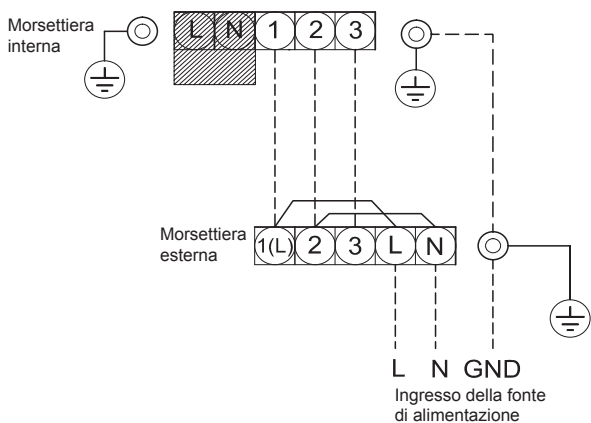 Morsettiera
interna
L N 1 2 3
Morsettiera
esterna
1(L) 2 3 L N
L N GND
Ingresso della fonte
di alimentazione